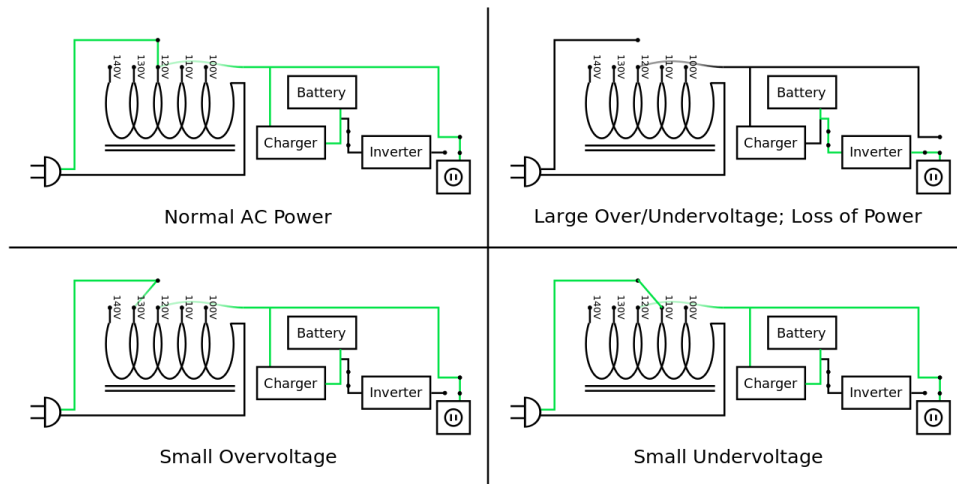 140V
130V
120V
110V
100V
Battery
Charger
Inverter
Normal AC Power
140V
130V
120V
110V
100V
Battery
Charger
Inverter
Large Over/Undervoltage; Loss of Power
140V
130V
120V
110V
100V
Battery
Charger
Inverter
Small Overvoltage
140V
130V
120V
110V
100V
Battery
Charger
Inverter
Small Undervoltage